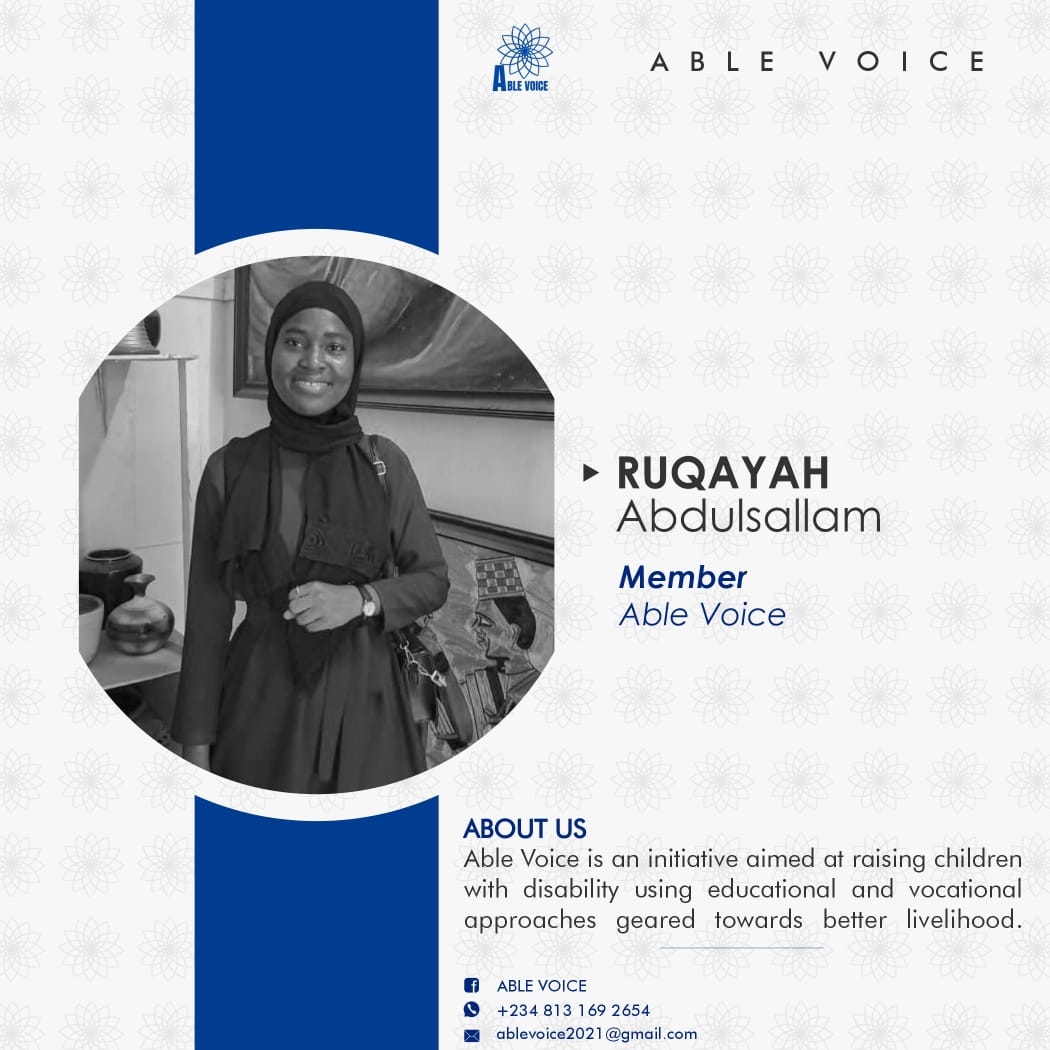 ABLE VOICE
ABLE VOICE
RUQAYAH
Abdulsallam
Member
Able Voice
ABOUT US
Able Voice is an initiative aimed at raising children
with disability using educational and vocational
approaches geared towards better livelihood.
ABLE VOICE
+234 813 169 2654
ablevoice2021@gmail.com